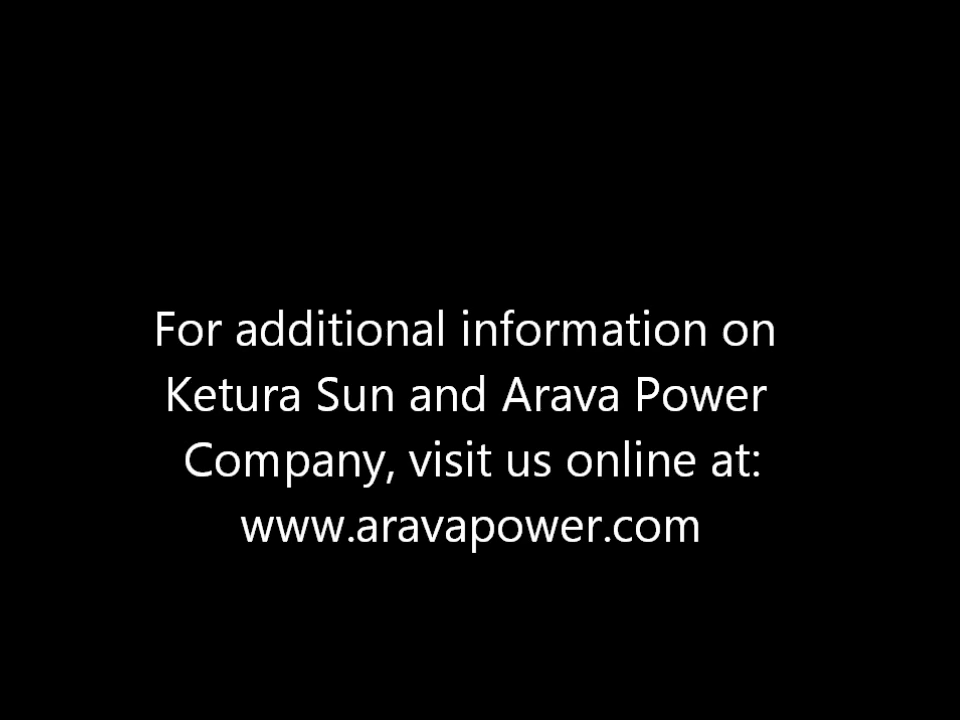 For additional information on
Ketura Sun and Arava Power
Company, visit us online at:
www.aravapower.com